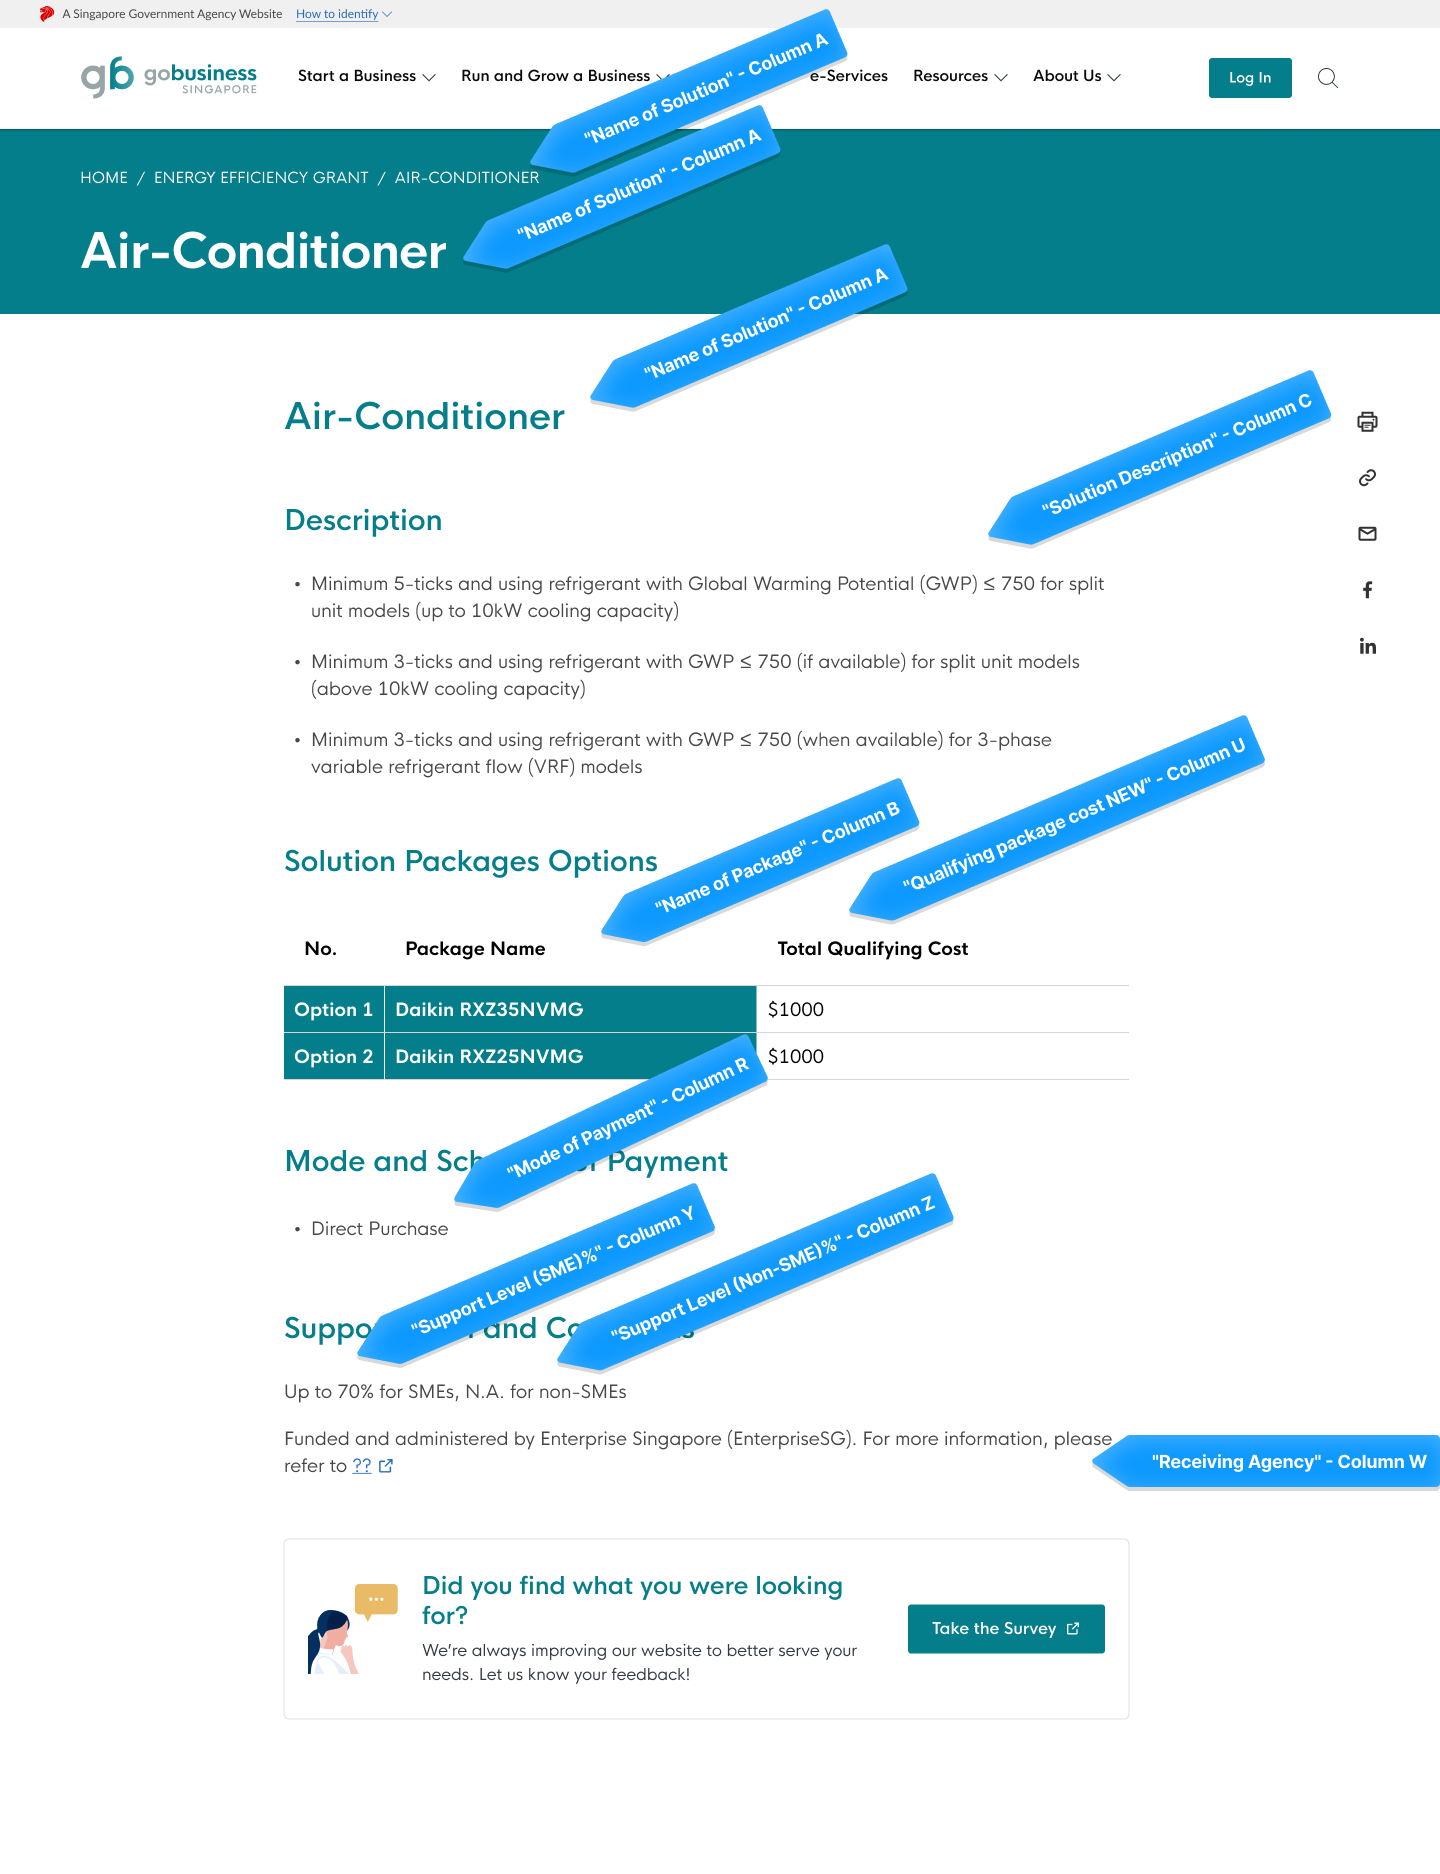 A Singapore Government Agency Website How to identify
gb gobusiness
SINGAPORE
Start a Business Run and Grow a Business e-Services Resources About Us Log In
"Name of Solution" - Column A
"Name of Solution" - Column A
HOME / ENERGY EFFICIENCY GRANT / AIR-CONDITIONER
Air-Conditioner
"Name of Solution" - Column A
Air-Conditioner
"Solution Description" - Column C
Description
• Minimum 5-ticks and using refrigerant with Global Warming Potential (GWP) ≤ 750 for split
unit models (up to 10kW cooling capacity)
• Minimum 3-ticks and using refrigerant with GWP ≤ 750 (if available) for split unit models
(above 10kW cooling capacity)
• Minimum 3-ticks and using refrigerant with GWP ≤ 750 (when available) for 3-phase
variable refrigerant flow (VRF) models
"Name of Package" - Column B
"Qualifying package cost NEW" - Column U
Solution Packages Options
No. Package Name Total Qualifying Cost
Option 1 Daikin RXZ35NVMG $1000
Option 2 Daikin RXZ25NVMG $1000
"Mode of Payment" - Column R
Mode and Payment
• Direct Purchase
"Support Level (SME)%" - Column Y
"Support Level (Non-SME)%" - Column Z
and
Up to 70% for SMEs, N.A. for non-SMEs
Funded and administered by Enterprise Singapore (EnterpriseSG). For more information, please
refer to ??
"Receiving Agency" - Column W
Did you find what you were looking
for?
We're always improving our website to better serve your
needs. Let us know your feedback!
Take the Survey